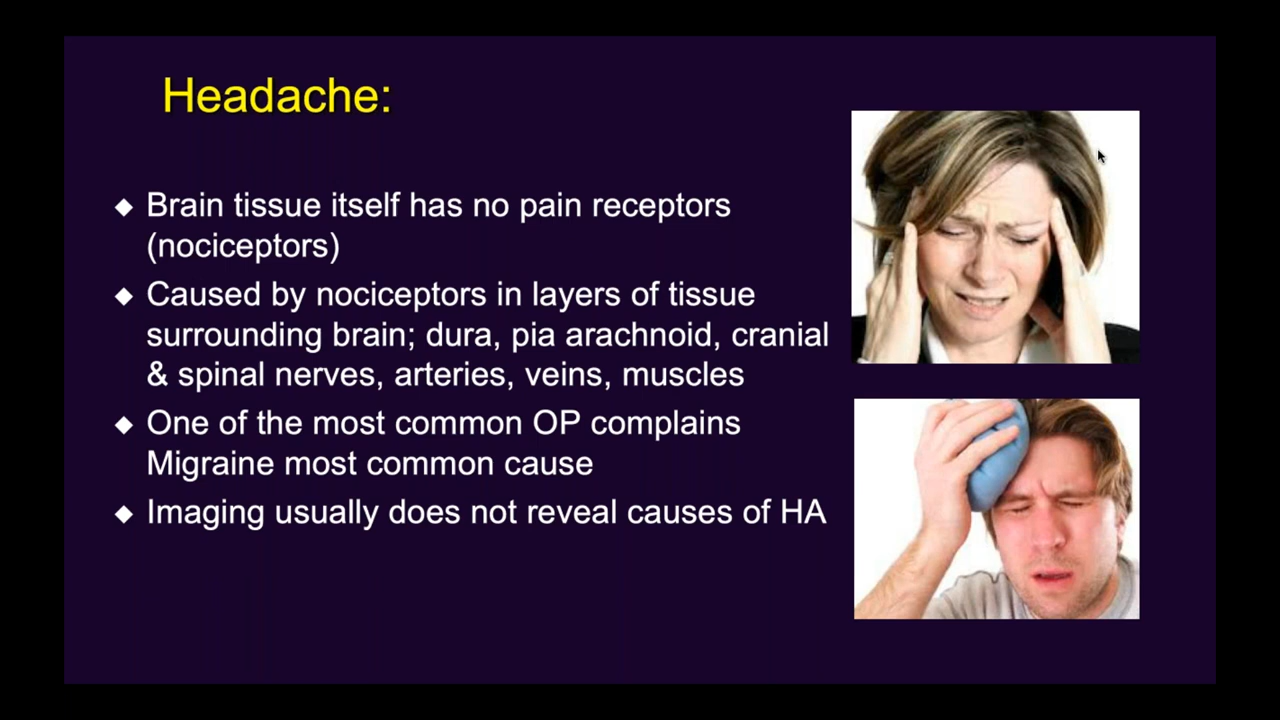 Headache:
Brain tissue itself has no pain receptors
(nociceptors)
Caused by nociceptors in layers of tissue
surrounding brain; dura, pia arachnoid, cranial
& spinal nerves, arteries, veins, muscles
One of the most common OP complains
Migraine most common cause
Imaging usually does not reveal causes of HA